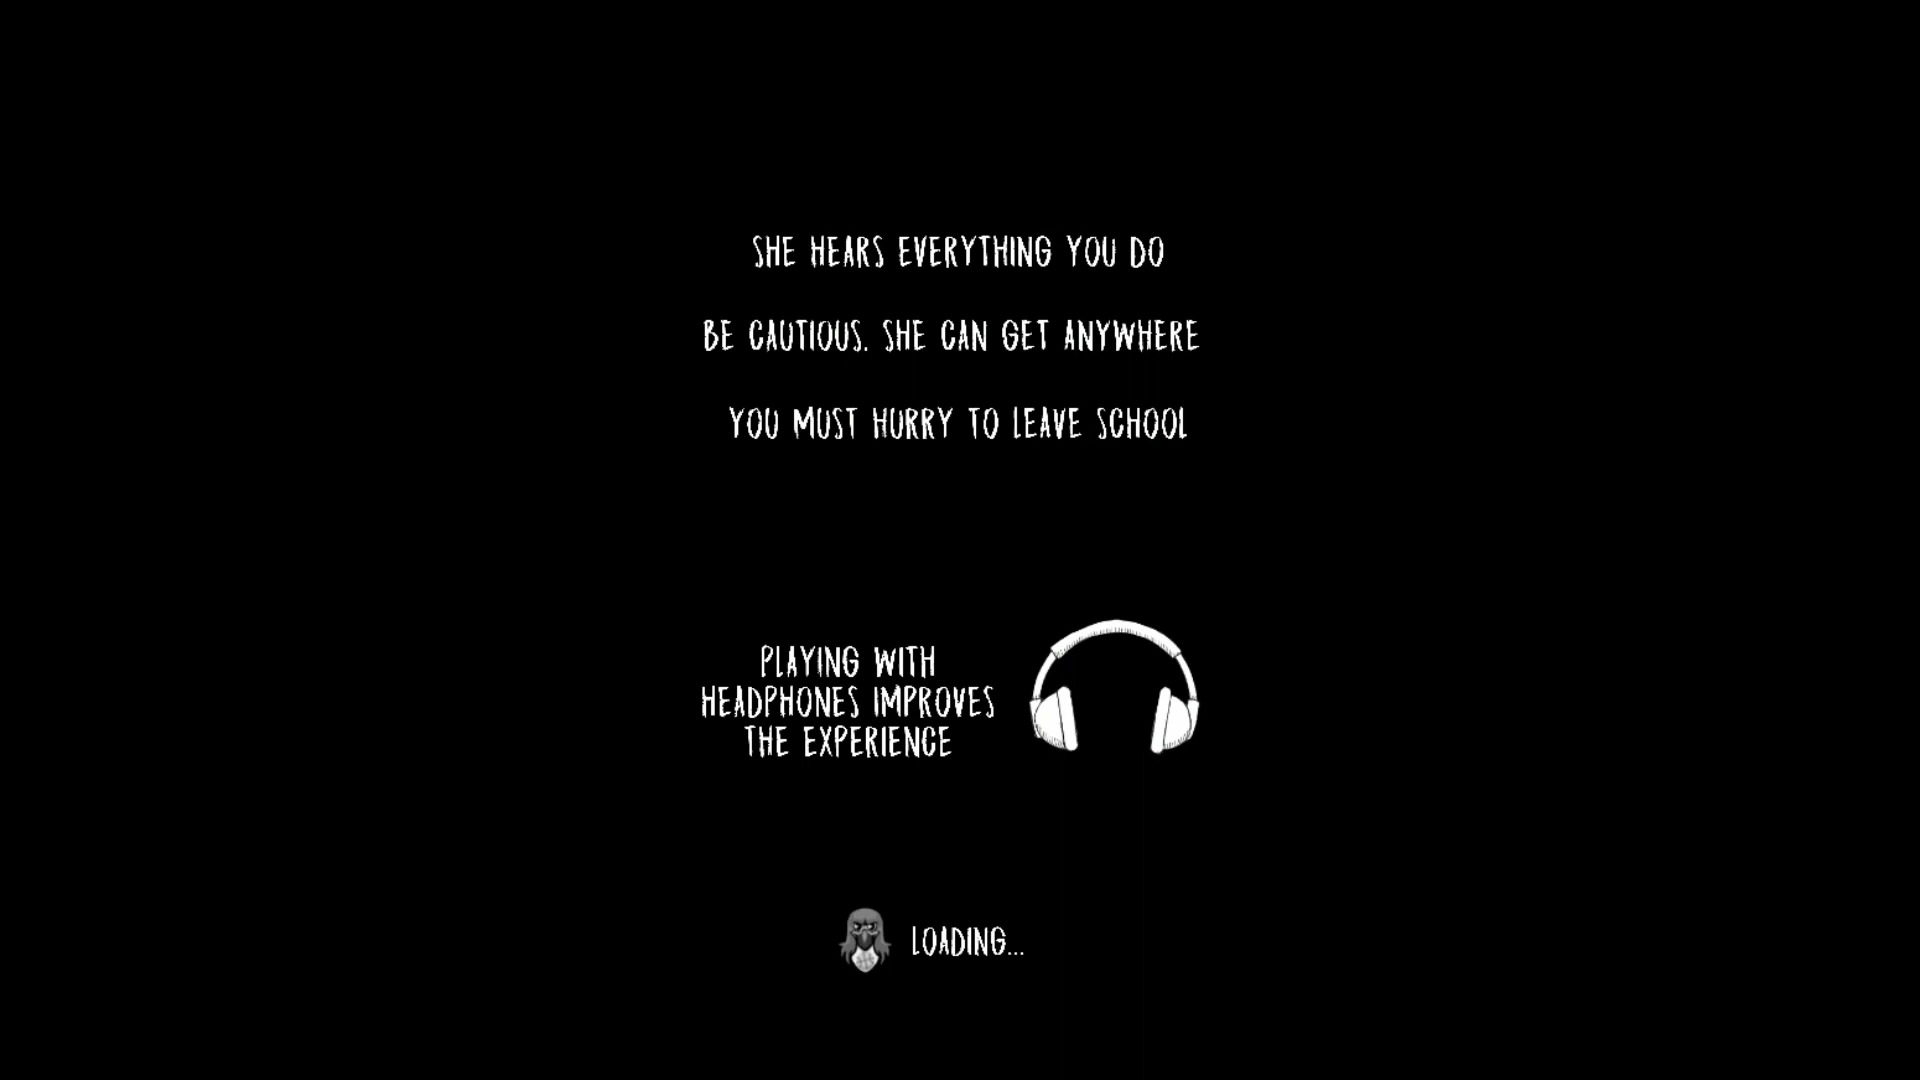 SHE HEARS EVERYTHING YOU DO
BE CAUTIOUS. SHE CAN GET ANYWHERE
YOU MUST HURRY TO LEAVE SCHOOL
PLAYING WITH
HEADPHONES IMPROVES
THE EXPERIENCE
LOADING...